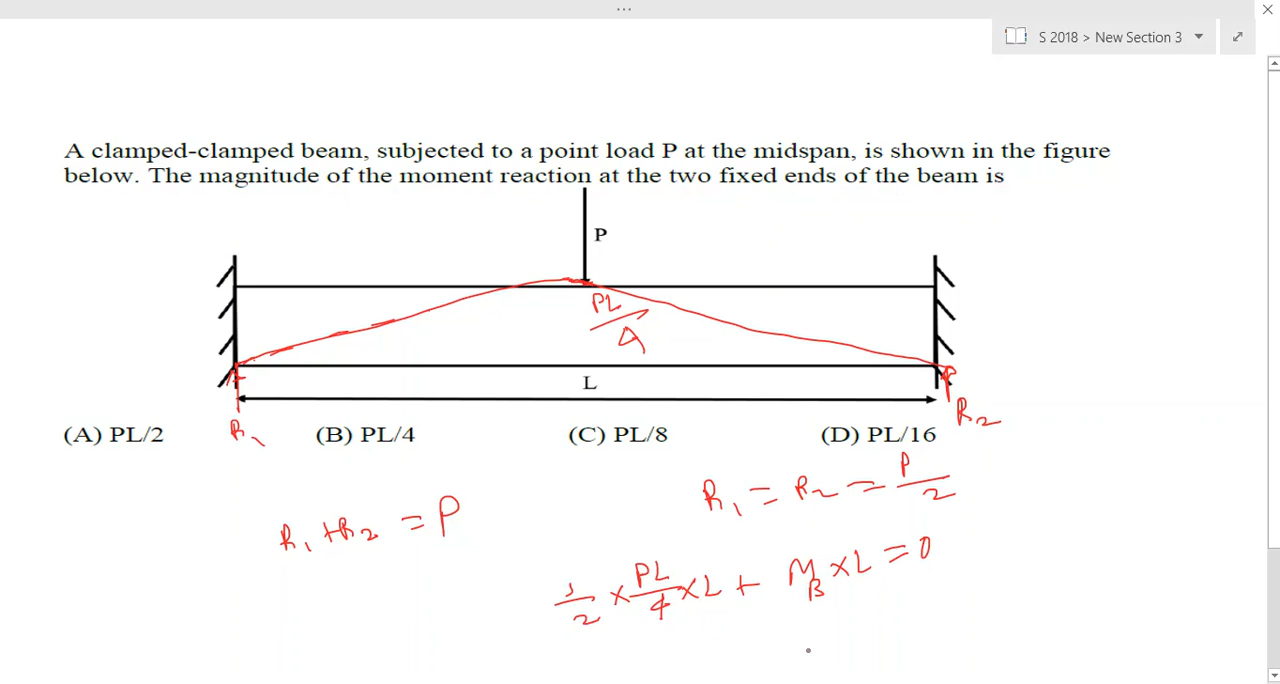 S 2018 > New Section 3
A clamped-clamped beam, subjected to a point load P at the midspan, is shown in the figure
below. The magnitude of the moment reaction at the two fixed ends of the beam is
P
PL/4
L
R₁
R₂
(A) PL/2 (B) PL/4 (C) PL/8 (D) PL/16
R₁ = R₂ = P/2
R₁ + R₂ = P
1/2 × PL/4 × L + M_B × L = 0